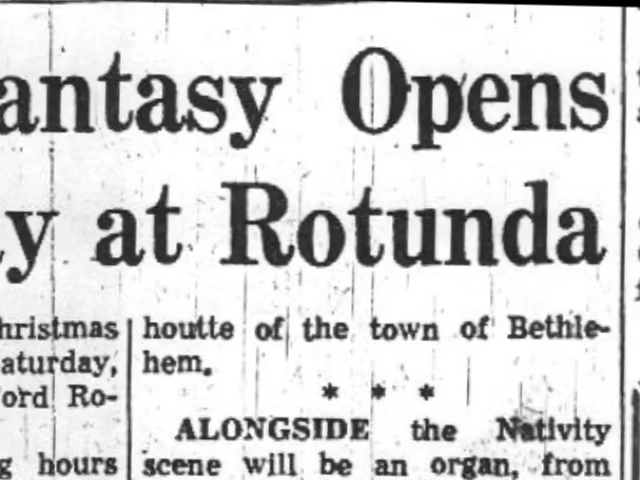 antasy Opens
y at Rotunda
hristmas
aturday,
ord Ro-
g hours
houtte of the town of Bethle-
hem.
* * *
ALONGSIDE the Nativity
scene will be an organ, from